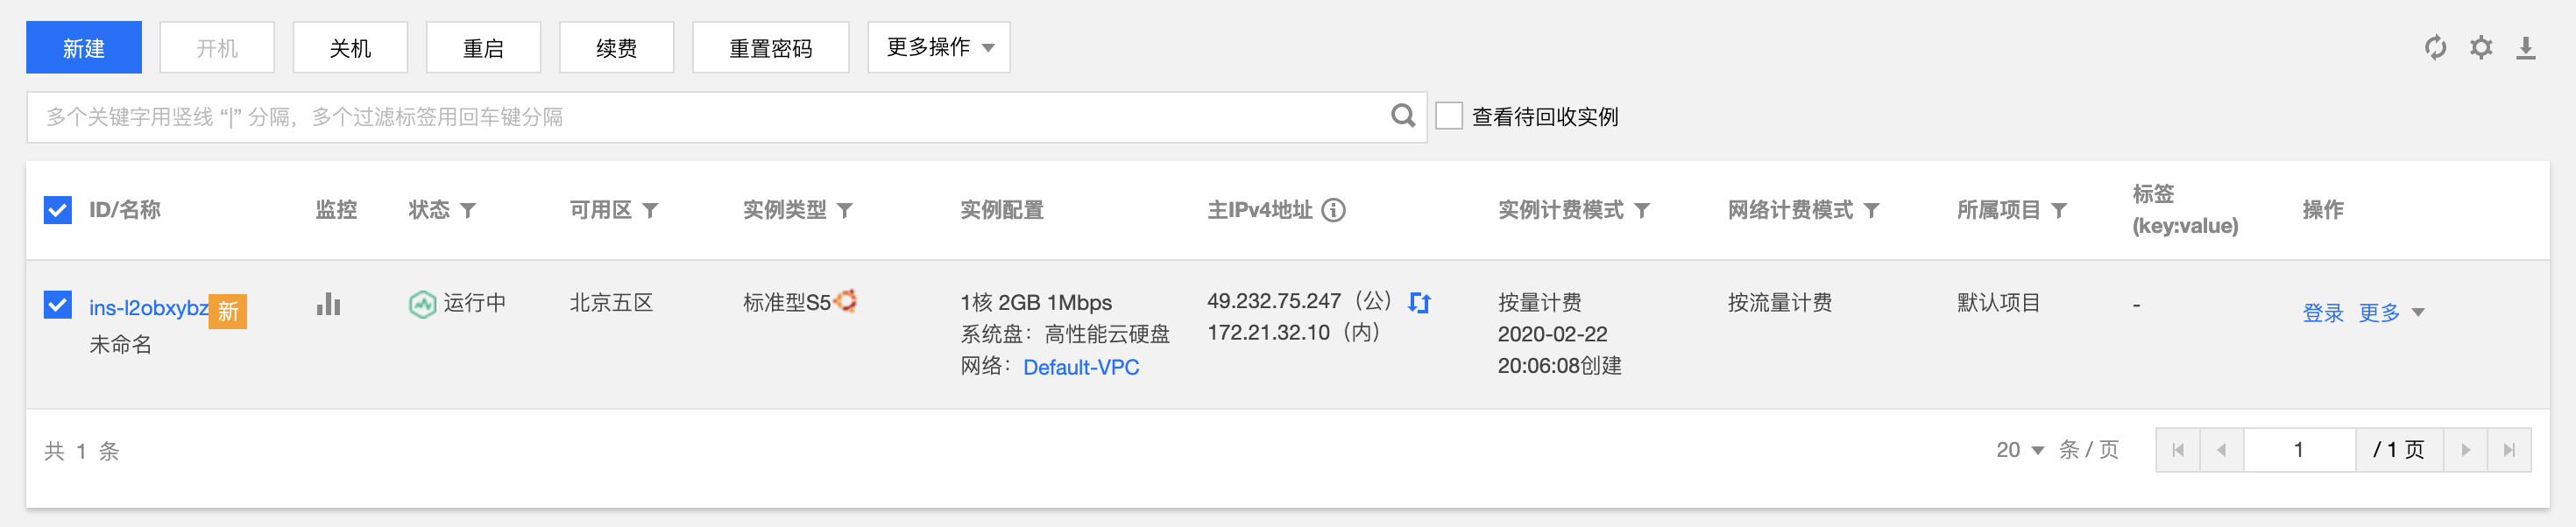 新建 开机 关机 重启 续费 重置密码 更多操作
多个关键字用竖线 “|” 分隔，多个过滤标签用回车键分隔 查看待回收实例
ID/名称 监控 状态 可用区 实例类型 实例配置 主IPv4地址 实例计费模式 网络计费模式 所属项目 标签 (key:value) 操作
ins-l2obxybz 新
未命名
运行中
北京五区
标准型S5
1核 2GB 1Mbps
系统盘：高性能云硬盘
网络：Default-VPC
49.232.75.247（公）
172.21.32.10（内）
按量计费
2020-02-22
20:06:08创建
按流量计费
默认项目
-
登录 更多
共 1 条 20 条 / 页 1 / 1 页